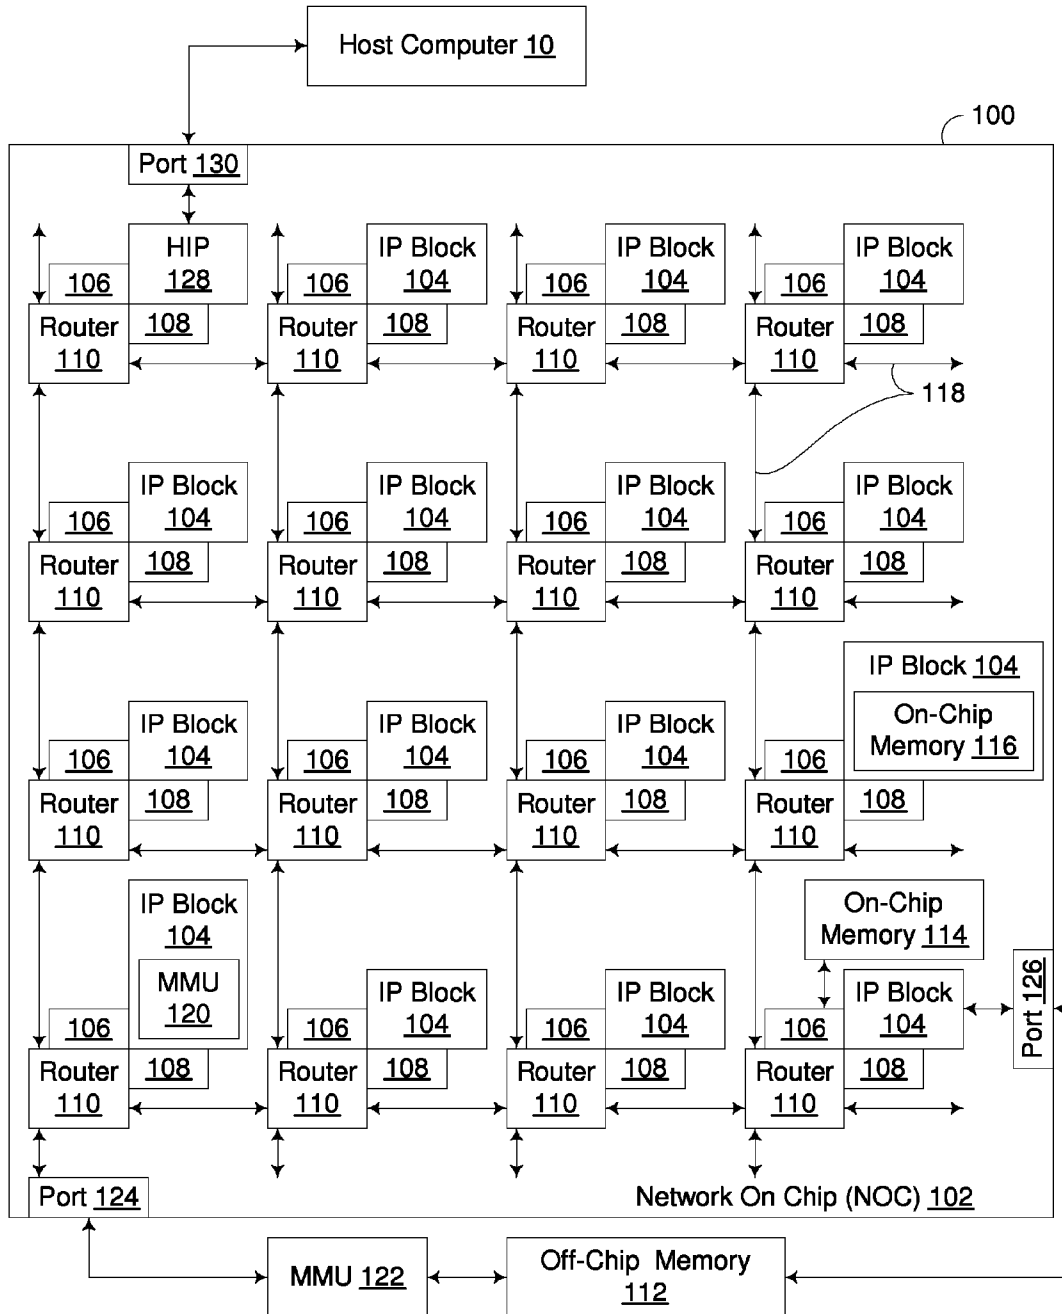 Host Computer 10
100
Port 130
HIP
128
IP Block
104
IP Block
104
IP Block
104
106
106
106
106
Router
110
108
Router
110
108
Router
110
108
Router
110
108
118
IP Block
104
IP Block
104
IP Block
104
IP Block
104
106
106
106
106
Router
110
108
Router
110
108
Router
110
108
Router
110
108
IP Block
104
IP Block
104
IP Block
104
IP Block 104
On-Chip
Memory 116
106
106
106
106
Router
110
108
Router
110
108
Router
110
108
Router
110
108
IP Block
104
MMU
120
On-Chip
Memory 114
IP Block
104
IP Block
104
IP Block
104
Port 126
106
106
106
106
Router
110
108
Router
110
108
Router
110
108
Router
110
108
Port 124
Network On Chip (NOC) 102
MMU 122
Off-Chip Memory
112